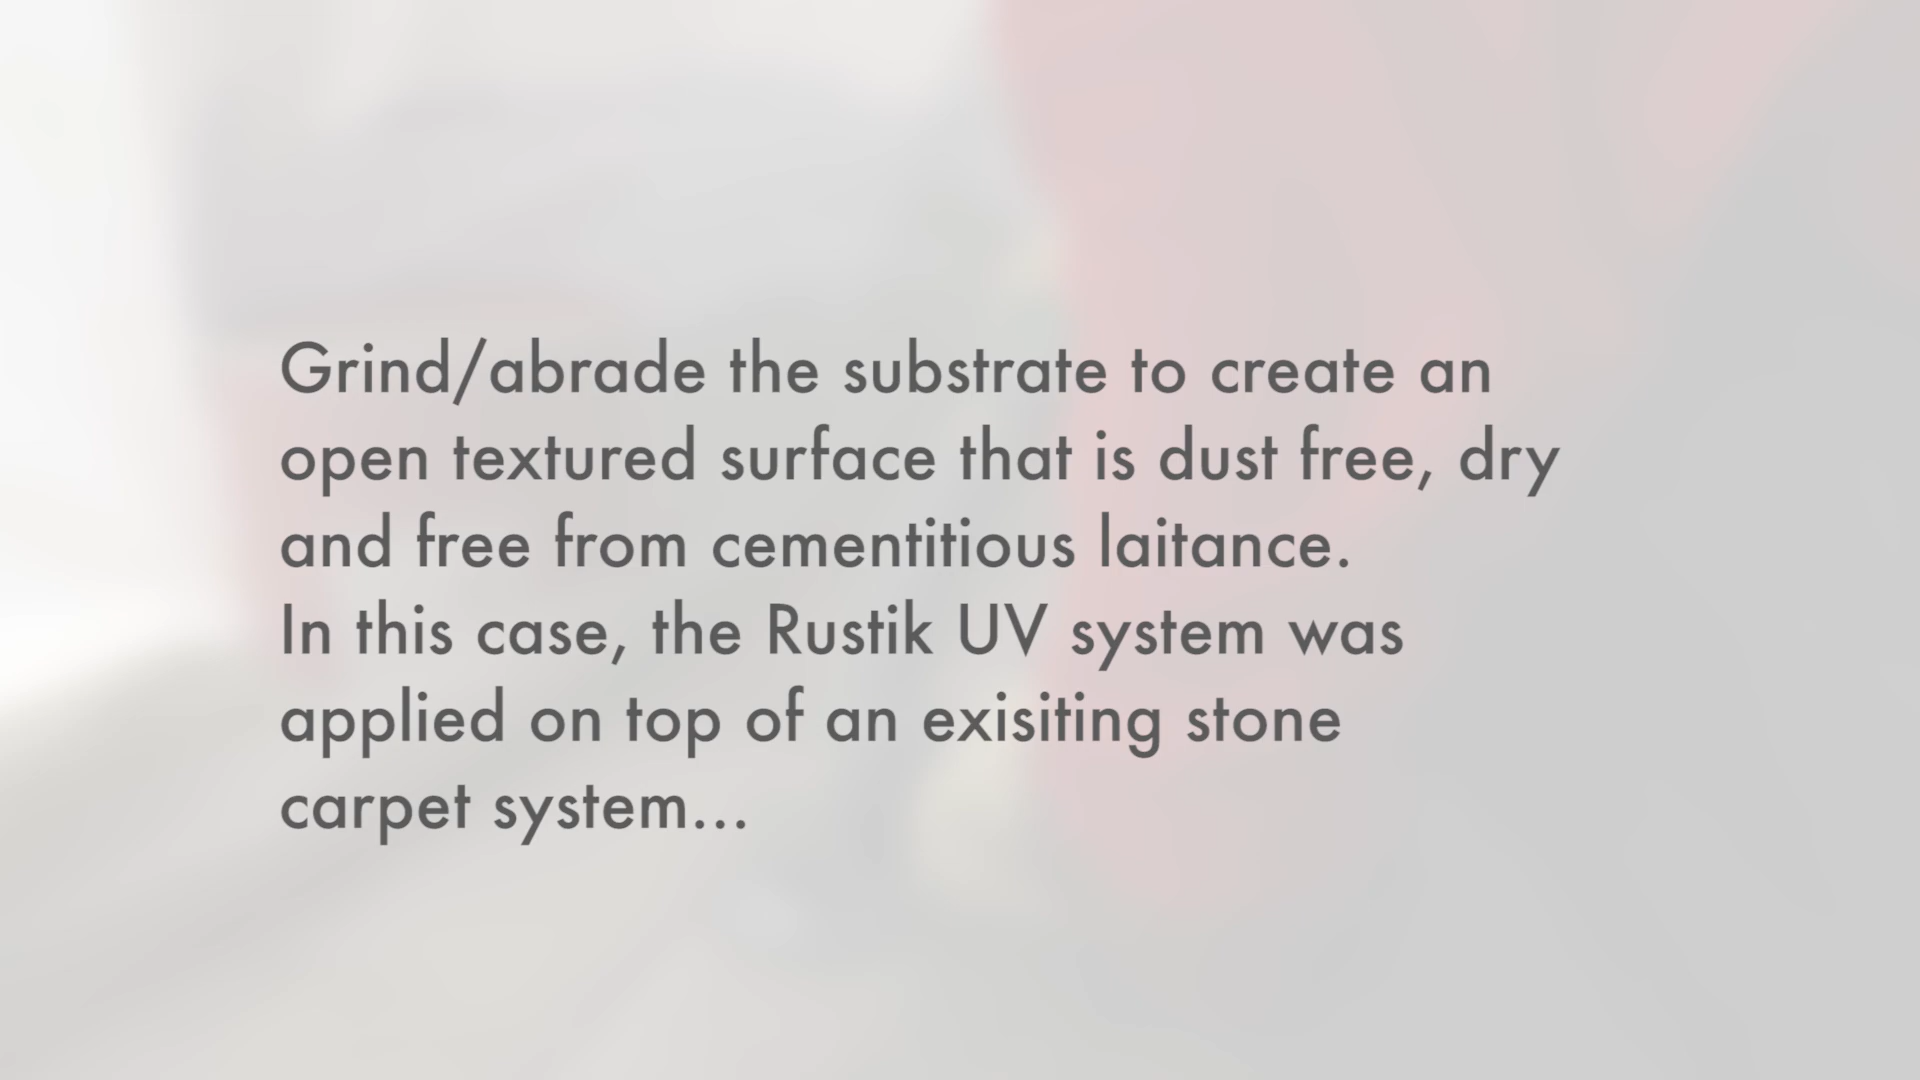 Grind/abrade the substrate to create an
open textured surface that is dust free, dry
and free from cementitious laitance.
In this case, the Rustik UV system was
applied on top of an exisiting stone
carpet system...